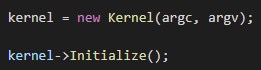 kernel = new Kernel(argc, argv);
kernel->Initialize();